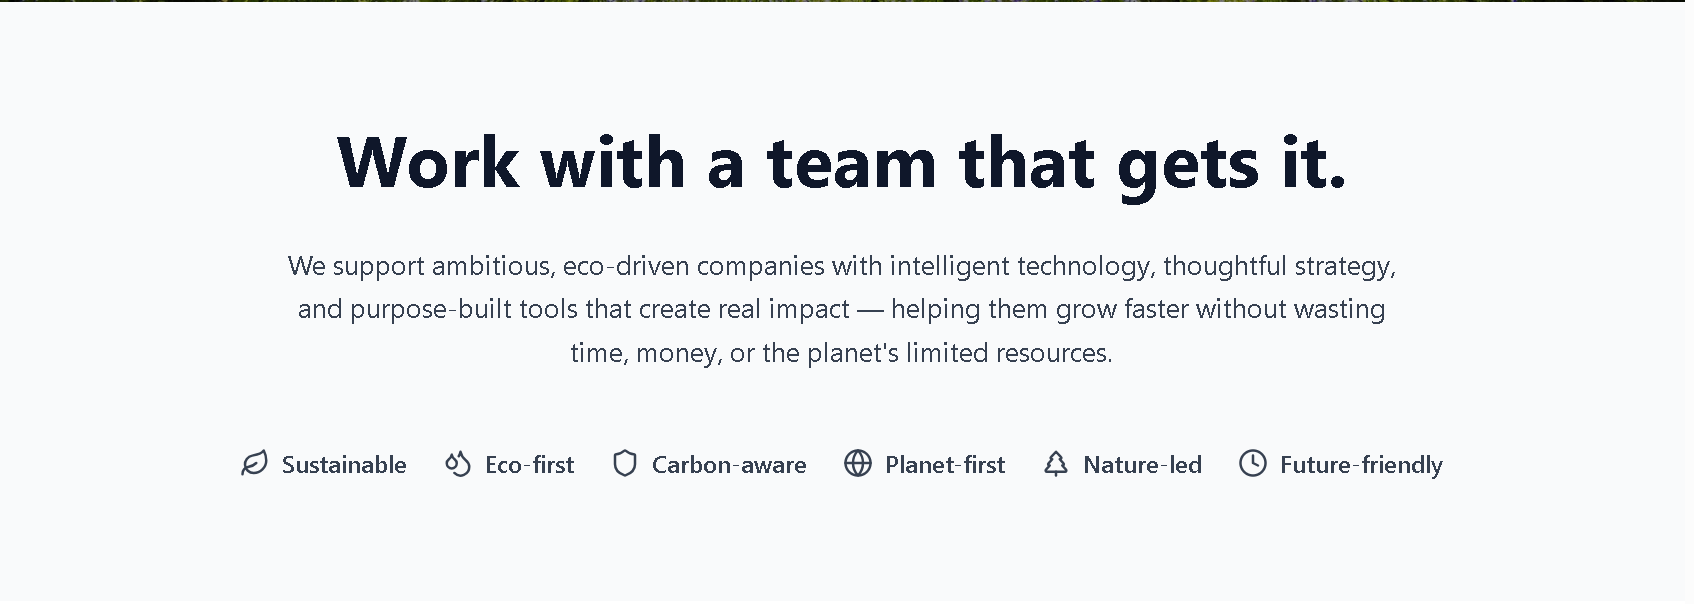 Work with a team that gets it.
We support ambitious, eco-driven companies with intelligent technology, thoughtful strategy,
and purpose-built tools that create real impact — helping them grow faster without wasting
time, money, or the planet's limited resources.
Sustainable Eco-first Carbon-aware Planet-first Nature-led Future-friendly